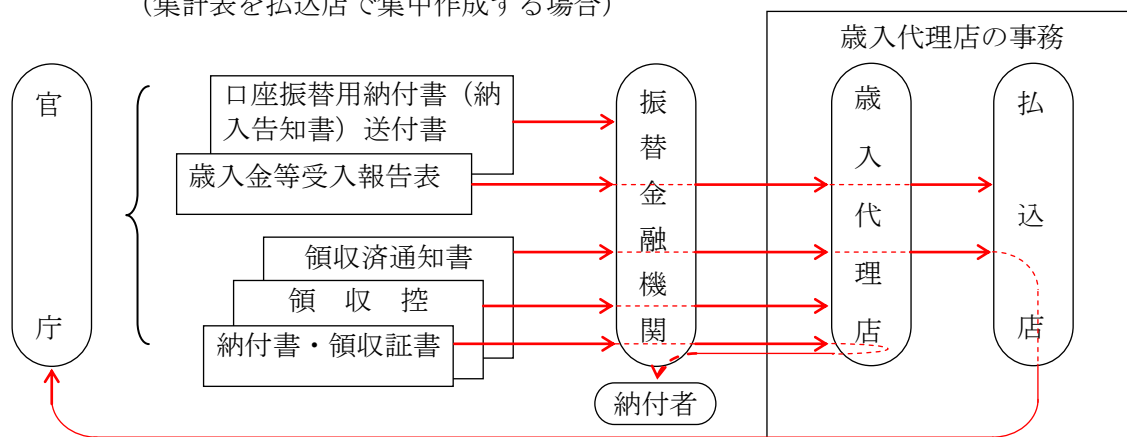 （集計表を払込店で集中作成する場合）
歳入代理店の事務
官庁
口座振替用納付書（納
入告知書）送付書
歳入金等受入報告表
領収済通知書
領　収　控
納付書・領収証書
振替金融機関
納付者
歳入代理店
払込店